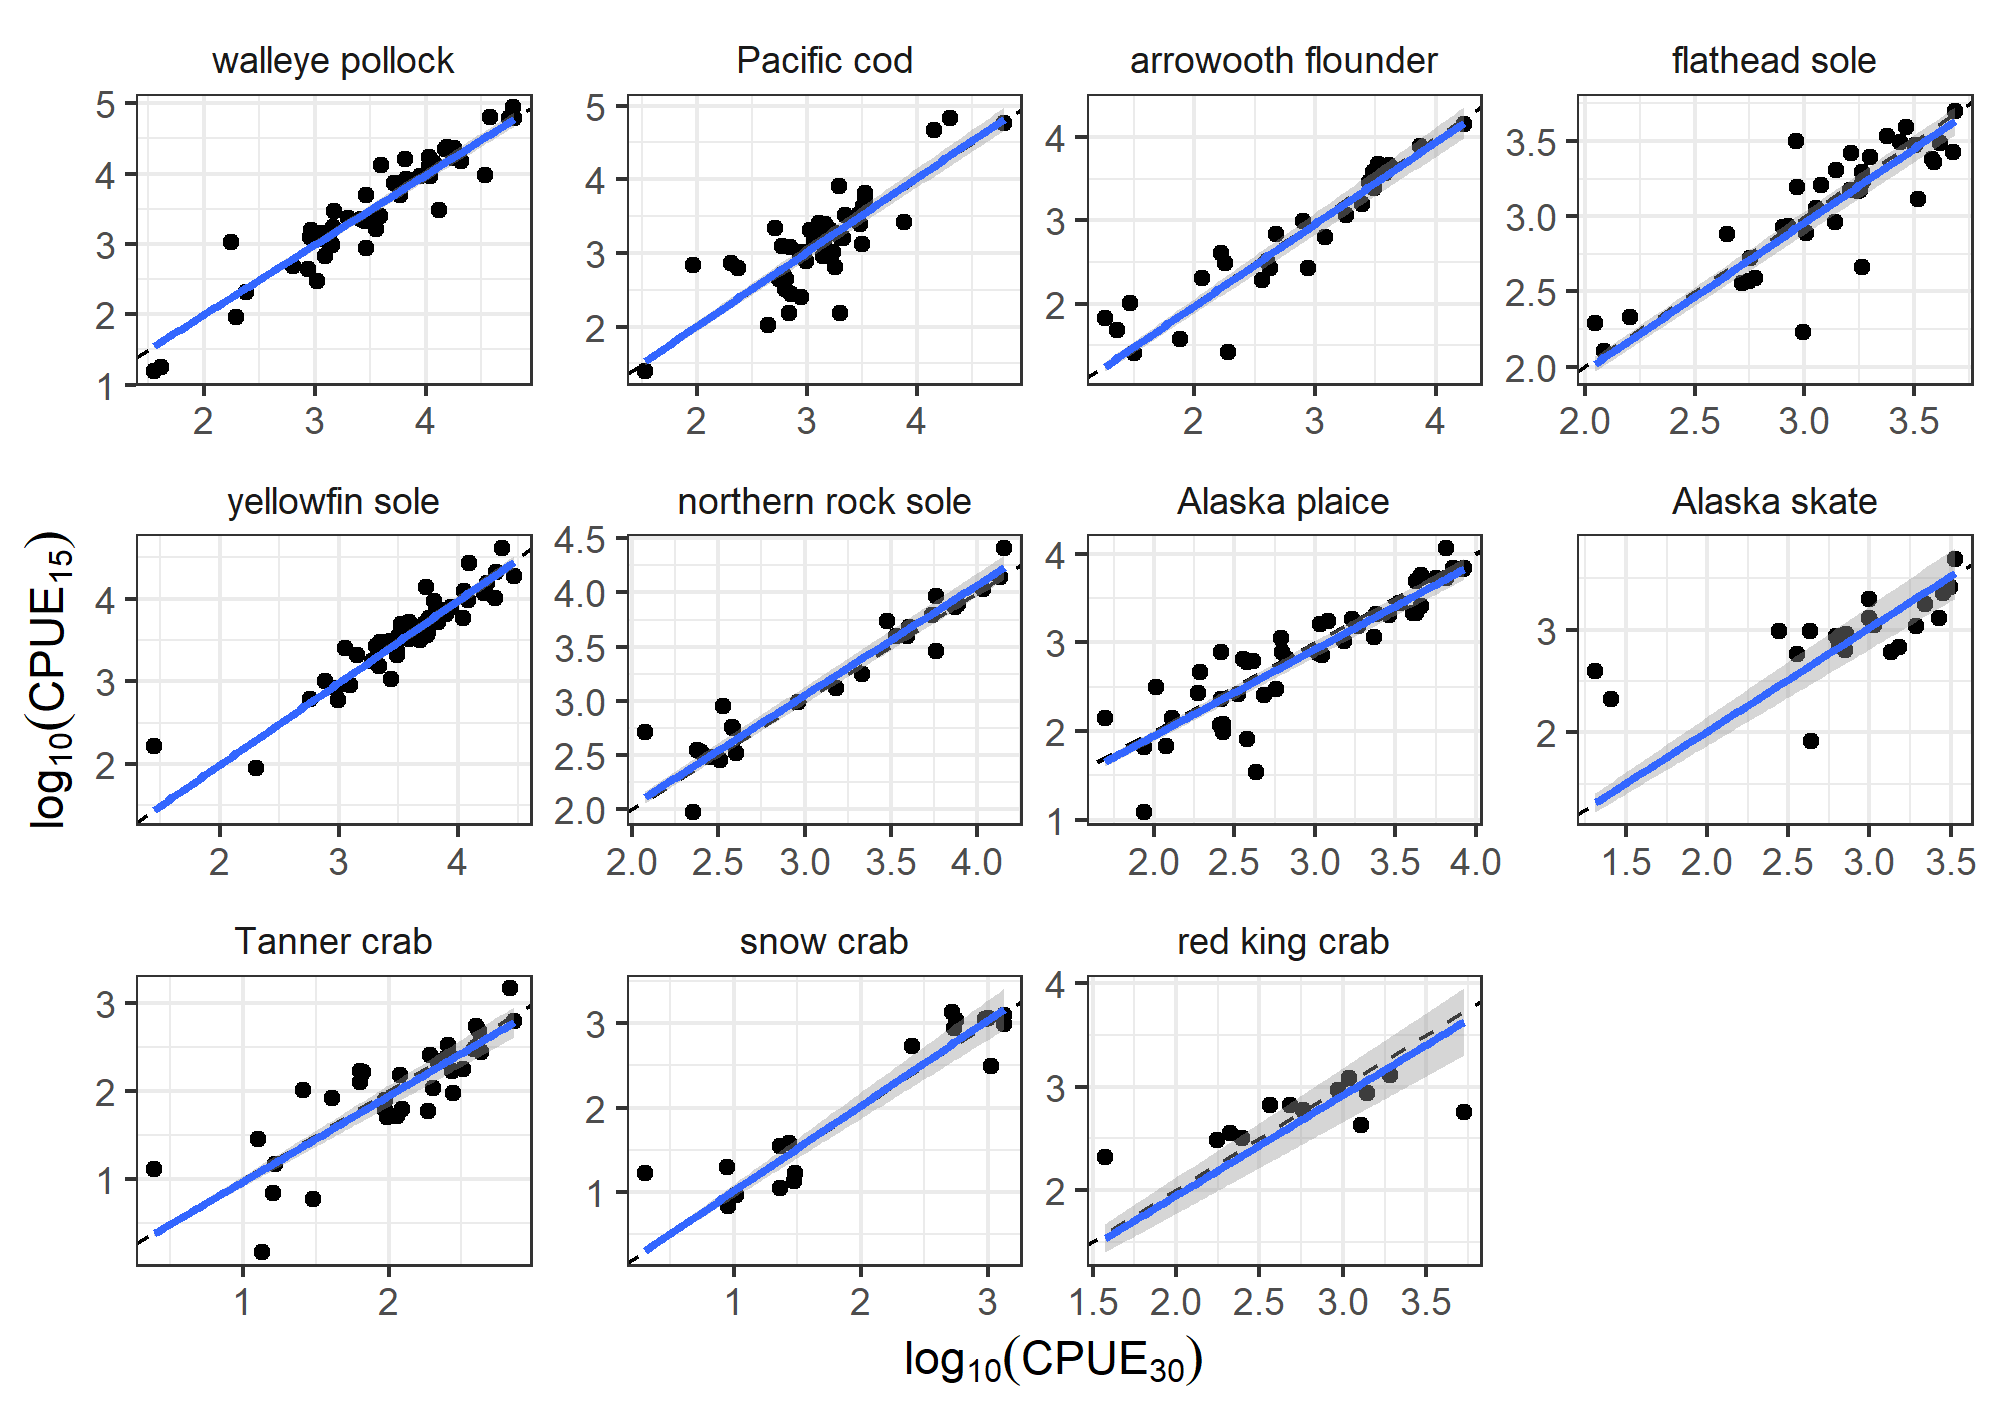 walleye pollock Pacific cod arrowooth flounder flathead sole
5 4 3 2 1
2 3 4
5 4 3 2
2 3 4
4 3 2
2 3 4
3.5 3.0 2.5 2.0
2.0 2.5 3.0 3.5
yellowfin sole northern rock sole Alaska plaice Alaska skate
log₁₀(CPUE₁₅)
4 3 2
2 3 4
4.5 4.0 3.5 3.0 2.5 2.0
2.0 2.5 3.0 3.5 4.0
4 3 2 1
2.0 2.5 3.0 3.5 4.0
3 2
1.5 2.0 2.5 3.0 3.5
Tanner crab snow crab red king crab
3 2 1
1 2
3 2 1
1 2 3
4 3 2
1.5 2.0 2.5 3.0 3.5
log₁₀(CPUE₃₀)